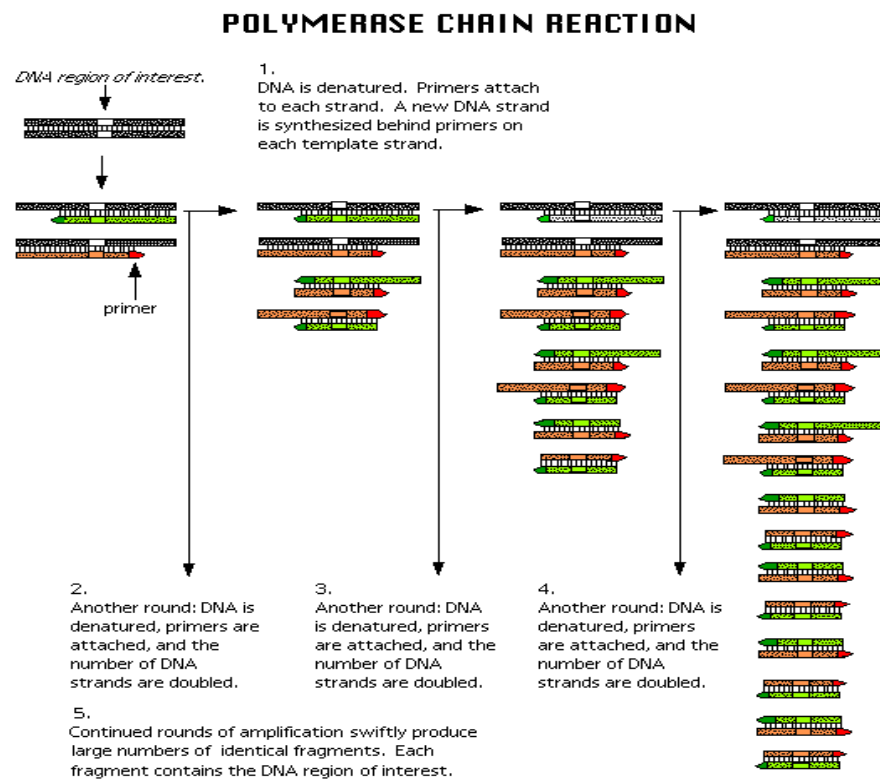 POLYMERASE CHAIN REACTION
DNA region of interest.
1.
DNA is denatured. Primers attach
to each strand. A new DNA strand
is synthesized behind primers on
each template strand.
primer
2.
Another round: DNA is
denatured, primers are
attached, and the
number of DNA
strands are doubled.
3.
Another round: DNA
is denatured, primers
are attached, and the
number of DNA
strands are doubled.
4.
Another round: DNA is
denatured, primers
are attached, and the
number of DNA
strands are doubled.
5.
Continued rounds of amplification swiftly produce
large numbers of identical fragments. Each
fragment contains the DNA region of interest.